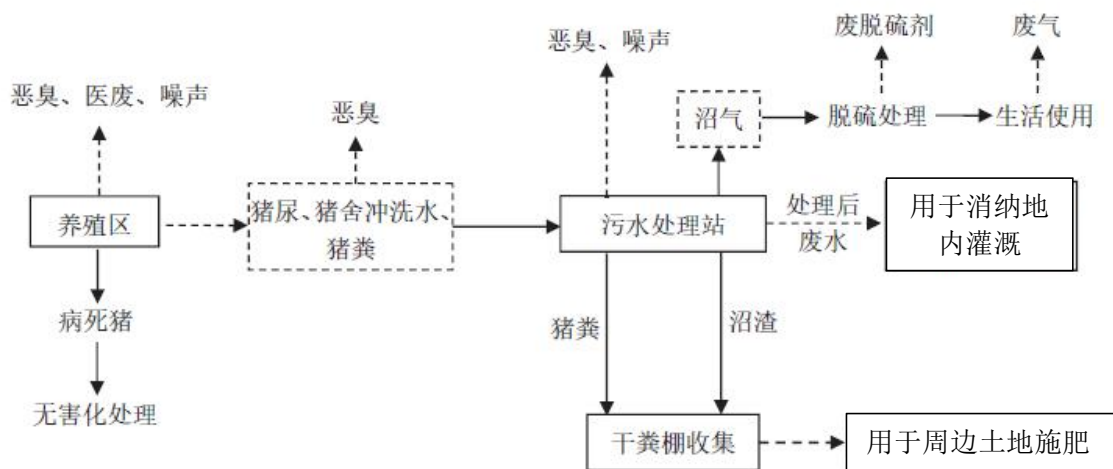 废脱硫剂
废气
恶臭、噪声
恶臭、医废、噪声
恶臭
沼气
脱硫处理
生活使用
养殖区
猪尿、猪舍冲洗水、
猪粪
污水处理站
处理后
废水
用于消纳地
内灌溉
病死猪
猪粪
沼渣
无害化处理
干粪棚收集
用于周边土地施肥